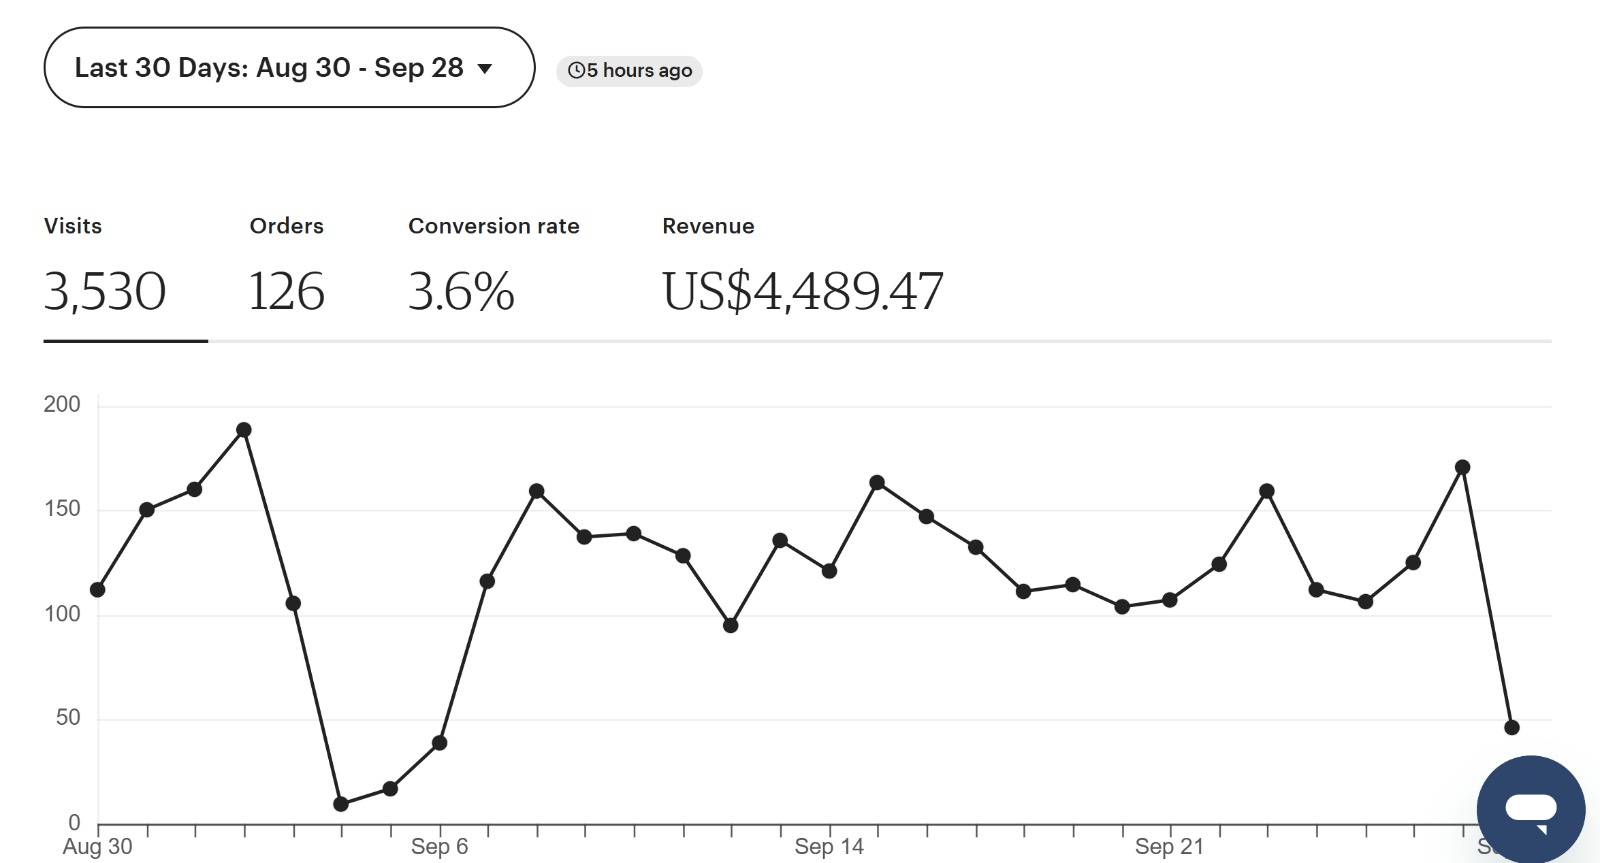 Last 30 Days: Aug 30 - Sep 28
5 hours ago
Visits
Orders
Conversion rate
Revenue
3,530
126
3.6%
US$4,489.47
200
150
100
50
0
Aug 30
Sep 6
Sep 14
Sep 21